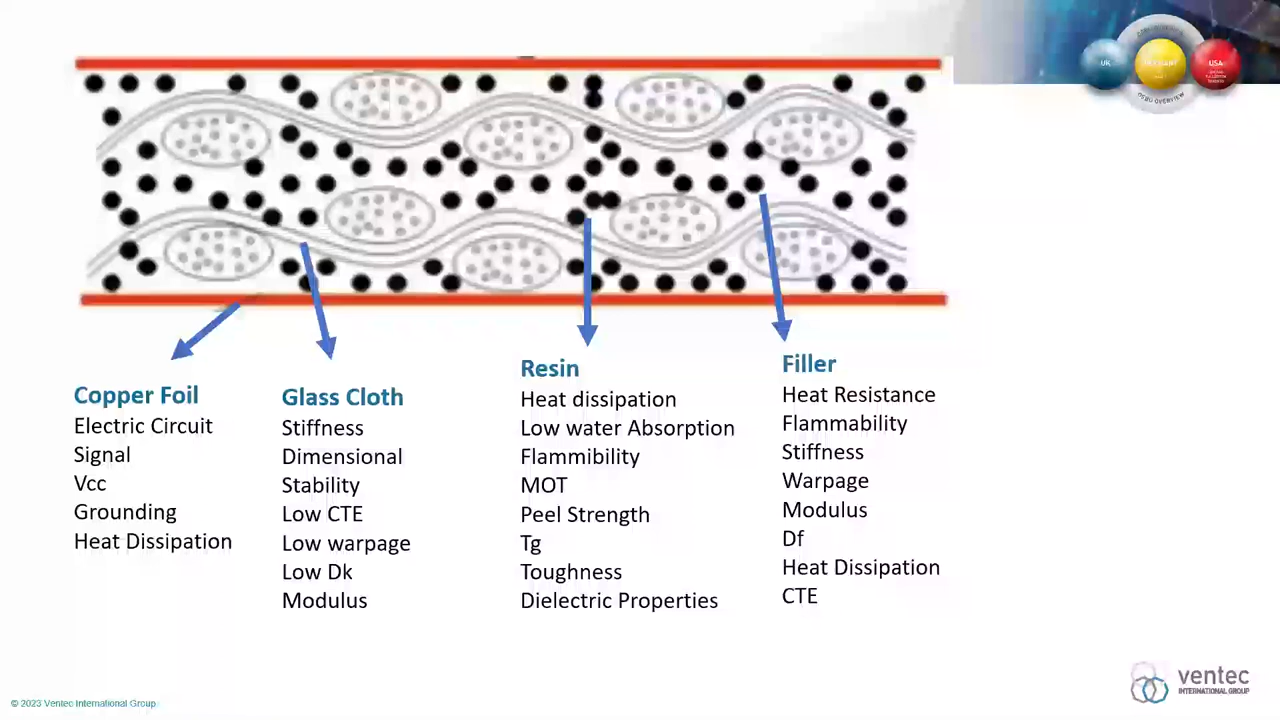 UK
USA
Copper Foil
Electric Circuit
Signal
Vcc
Grounding
Heat Dissipation
Glass Cloth
Stiffness
Dimensional
Stability
Low CTE
Low warpage
Low Dk
Modulus
Resin
Heat dissipation
Low water Absorption
Flammibility
MOT
Peel Strength
Tg
Toughness
Dielectric Properties
Filler
Heat Resistance
Flammability
Stiffness
Warpage
Modulus
Df
Heat Dissipation
CTE
ventec
INTERNATIONAL GROUP
© 2023 Ventec International Group